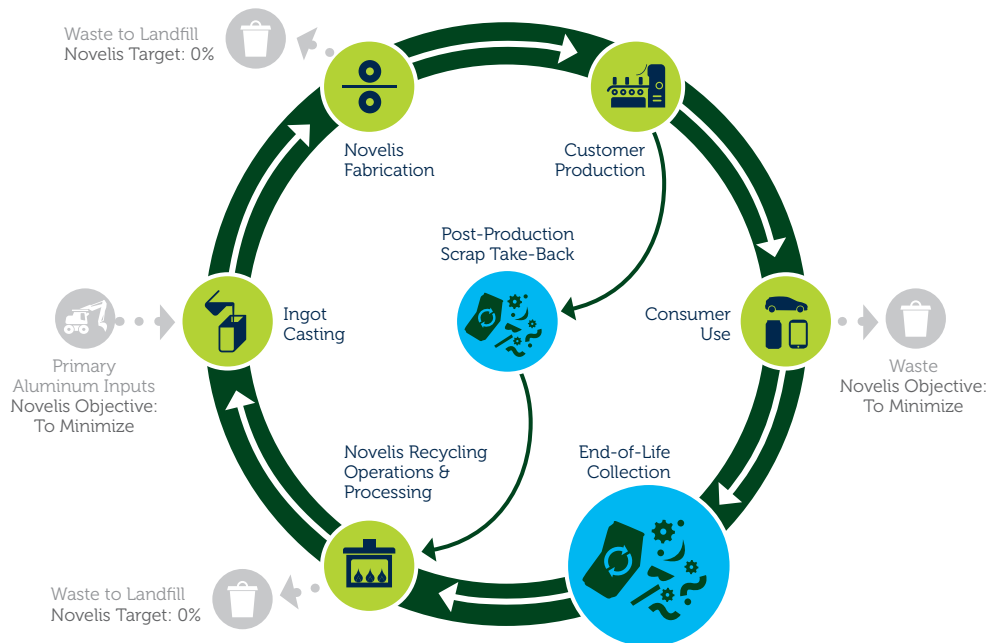 Waste to Landfill
Novelis Target: 0%
Novelis
Fabrication
Customer
Production
Post-Production
Scrap Take-Back
Ingot
Casting
Consumer
Use
Primary
Aluminum Inputs
Novelis Objective:
To Minimize
Waste
Novelis Objective:
To Minimize
Novelis Recycling
Operations &
Processing
End-of-Life
Collection
Waste to Landfill
Novelis Target: 0%